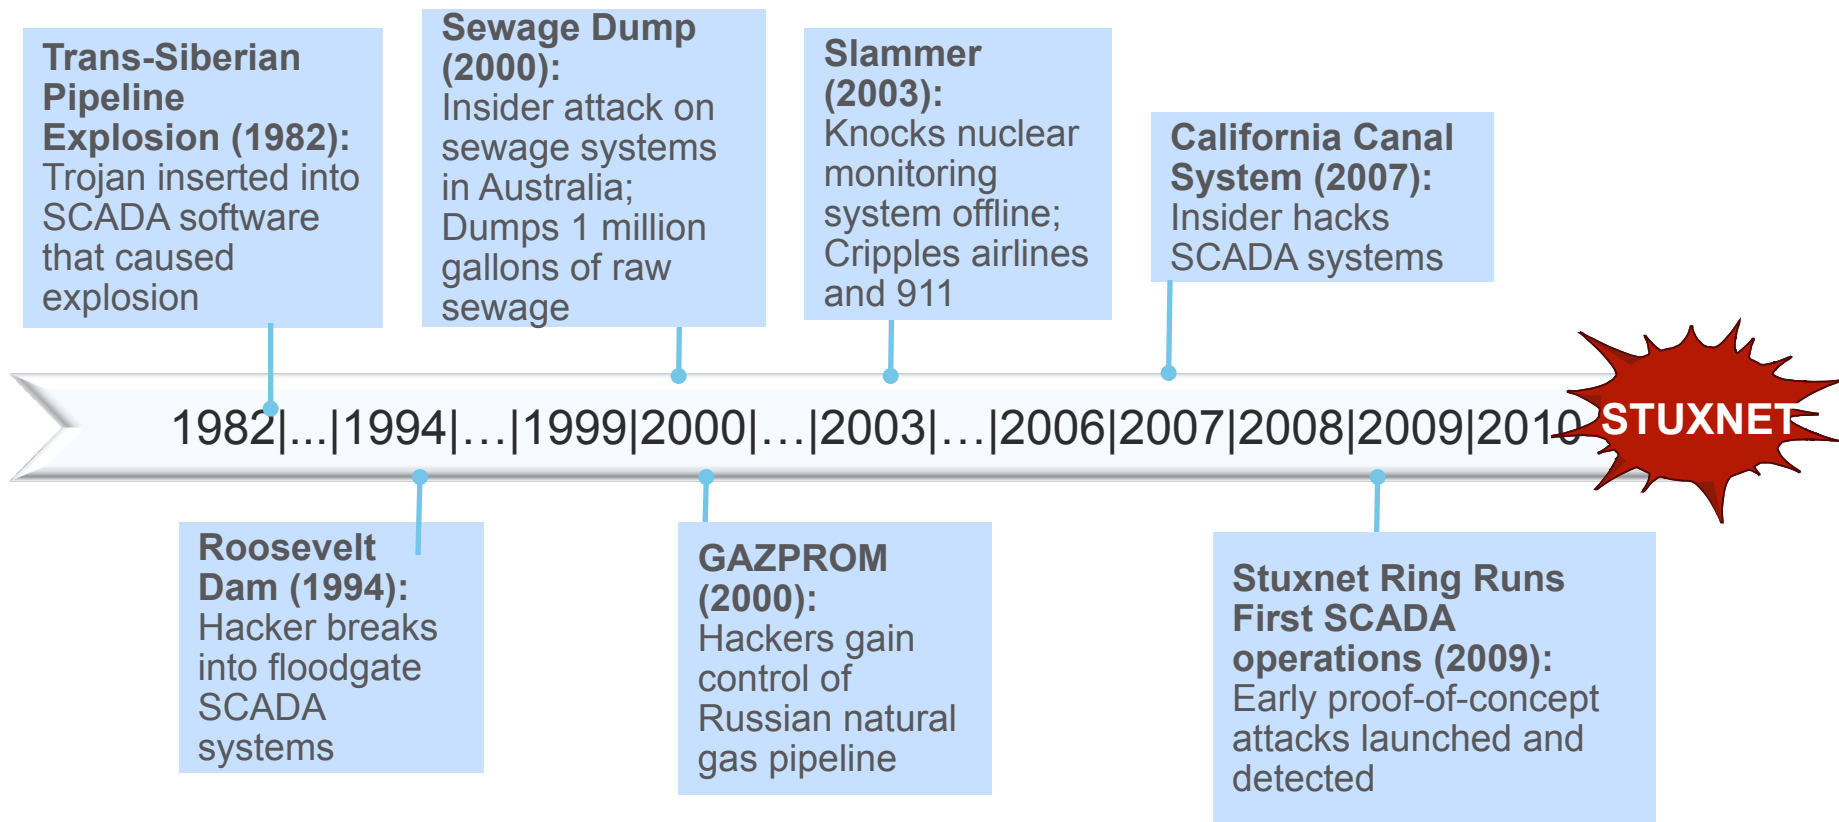 Trans-Siberian
Pipeline
Explosion (1982):
Trojan inserted into
SCADA software
that caused
explosion
Sewage Dump
(2000):
Insider attack on
sewage systems
in Australia;
Dumps 1 million
gallons of raw
sewage
Slammer
(2003):
Knocks nuclear
monitoring
system offline;
Cripples airlines
and 911
California Canal
System (2007):
Insider hacks
SCADA systems
1982|...|1994|…|1999|2000|…|2003|…|2006|2007|2008|2009|2010
STUXNET
Roosevelt
Dam (1994):
Hacker breaks
into floodgate
SCADA
systems
GAZPROM
(2000):
Hackers gain
control of
Russian natural
gas pipeline
Stuxnet Ring Runs
First SCADA
operations (2009):
Early proof-of-concept
attacks launched and
detected